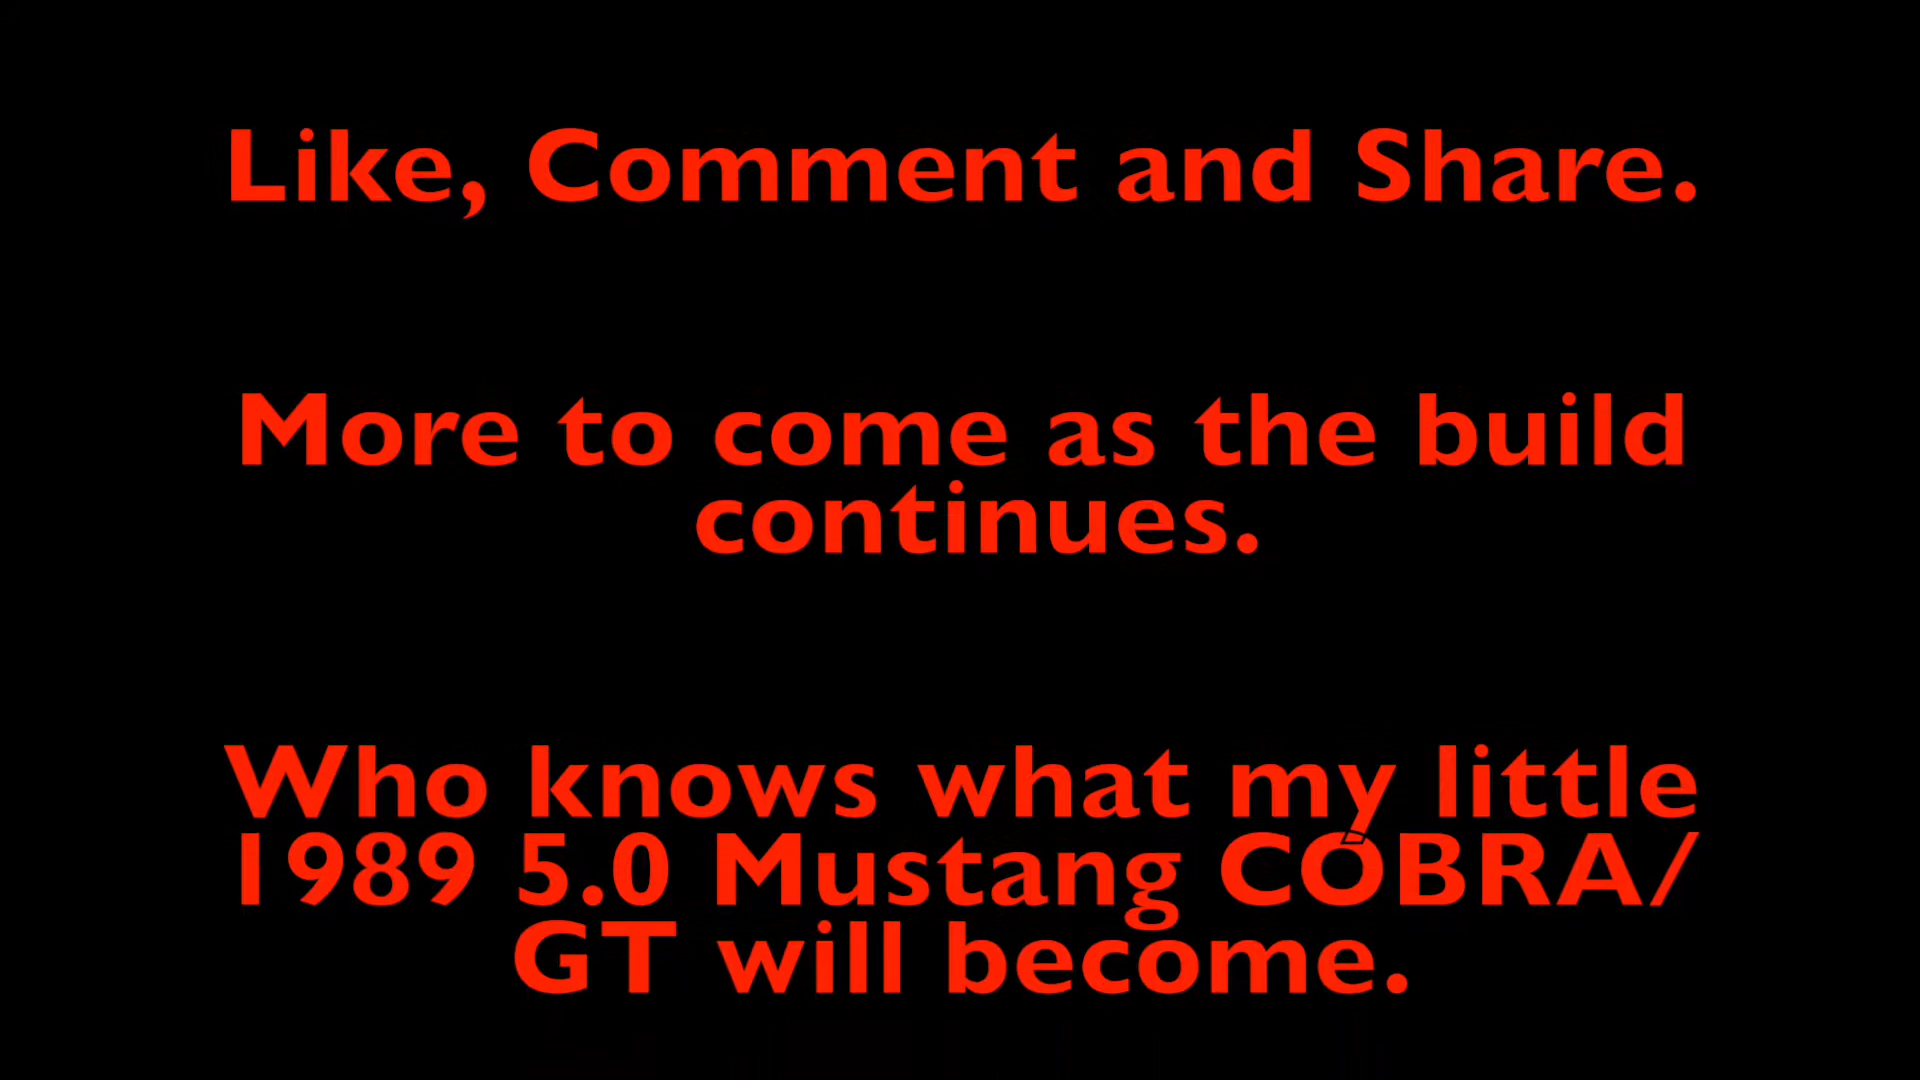 Like, Comment and Share.
More to come as the build
continues.
Who knows what my little
1989 5.0 Mustang COBRA/
GT will become.